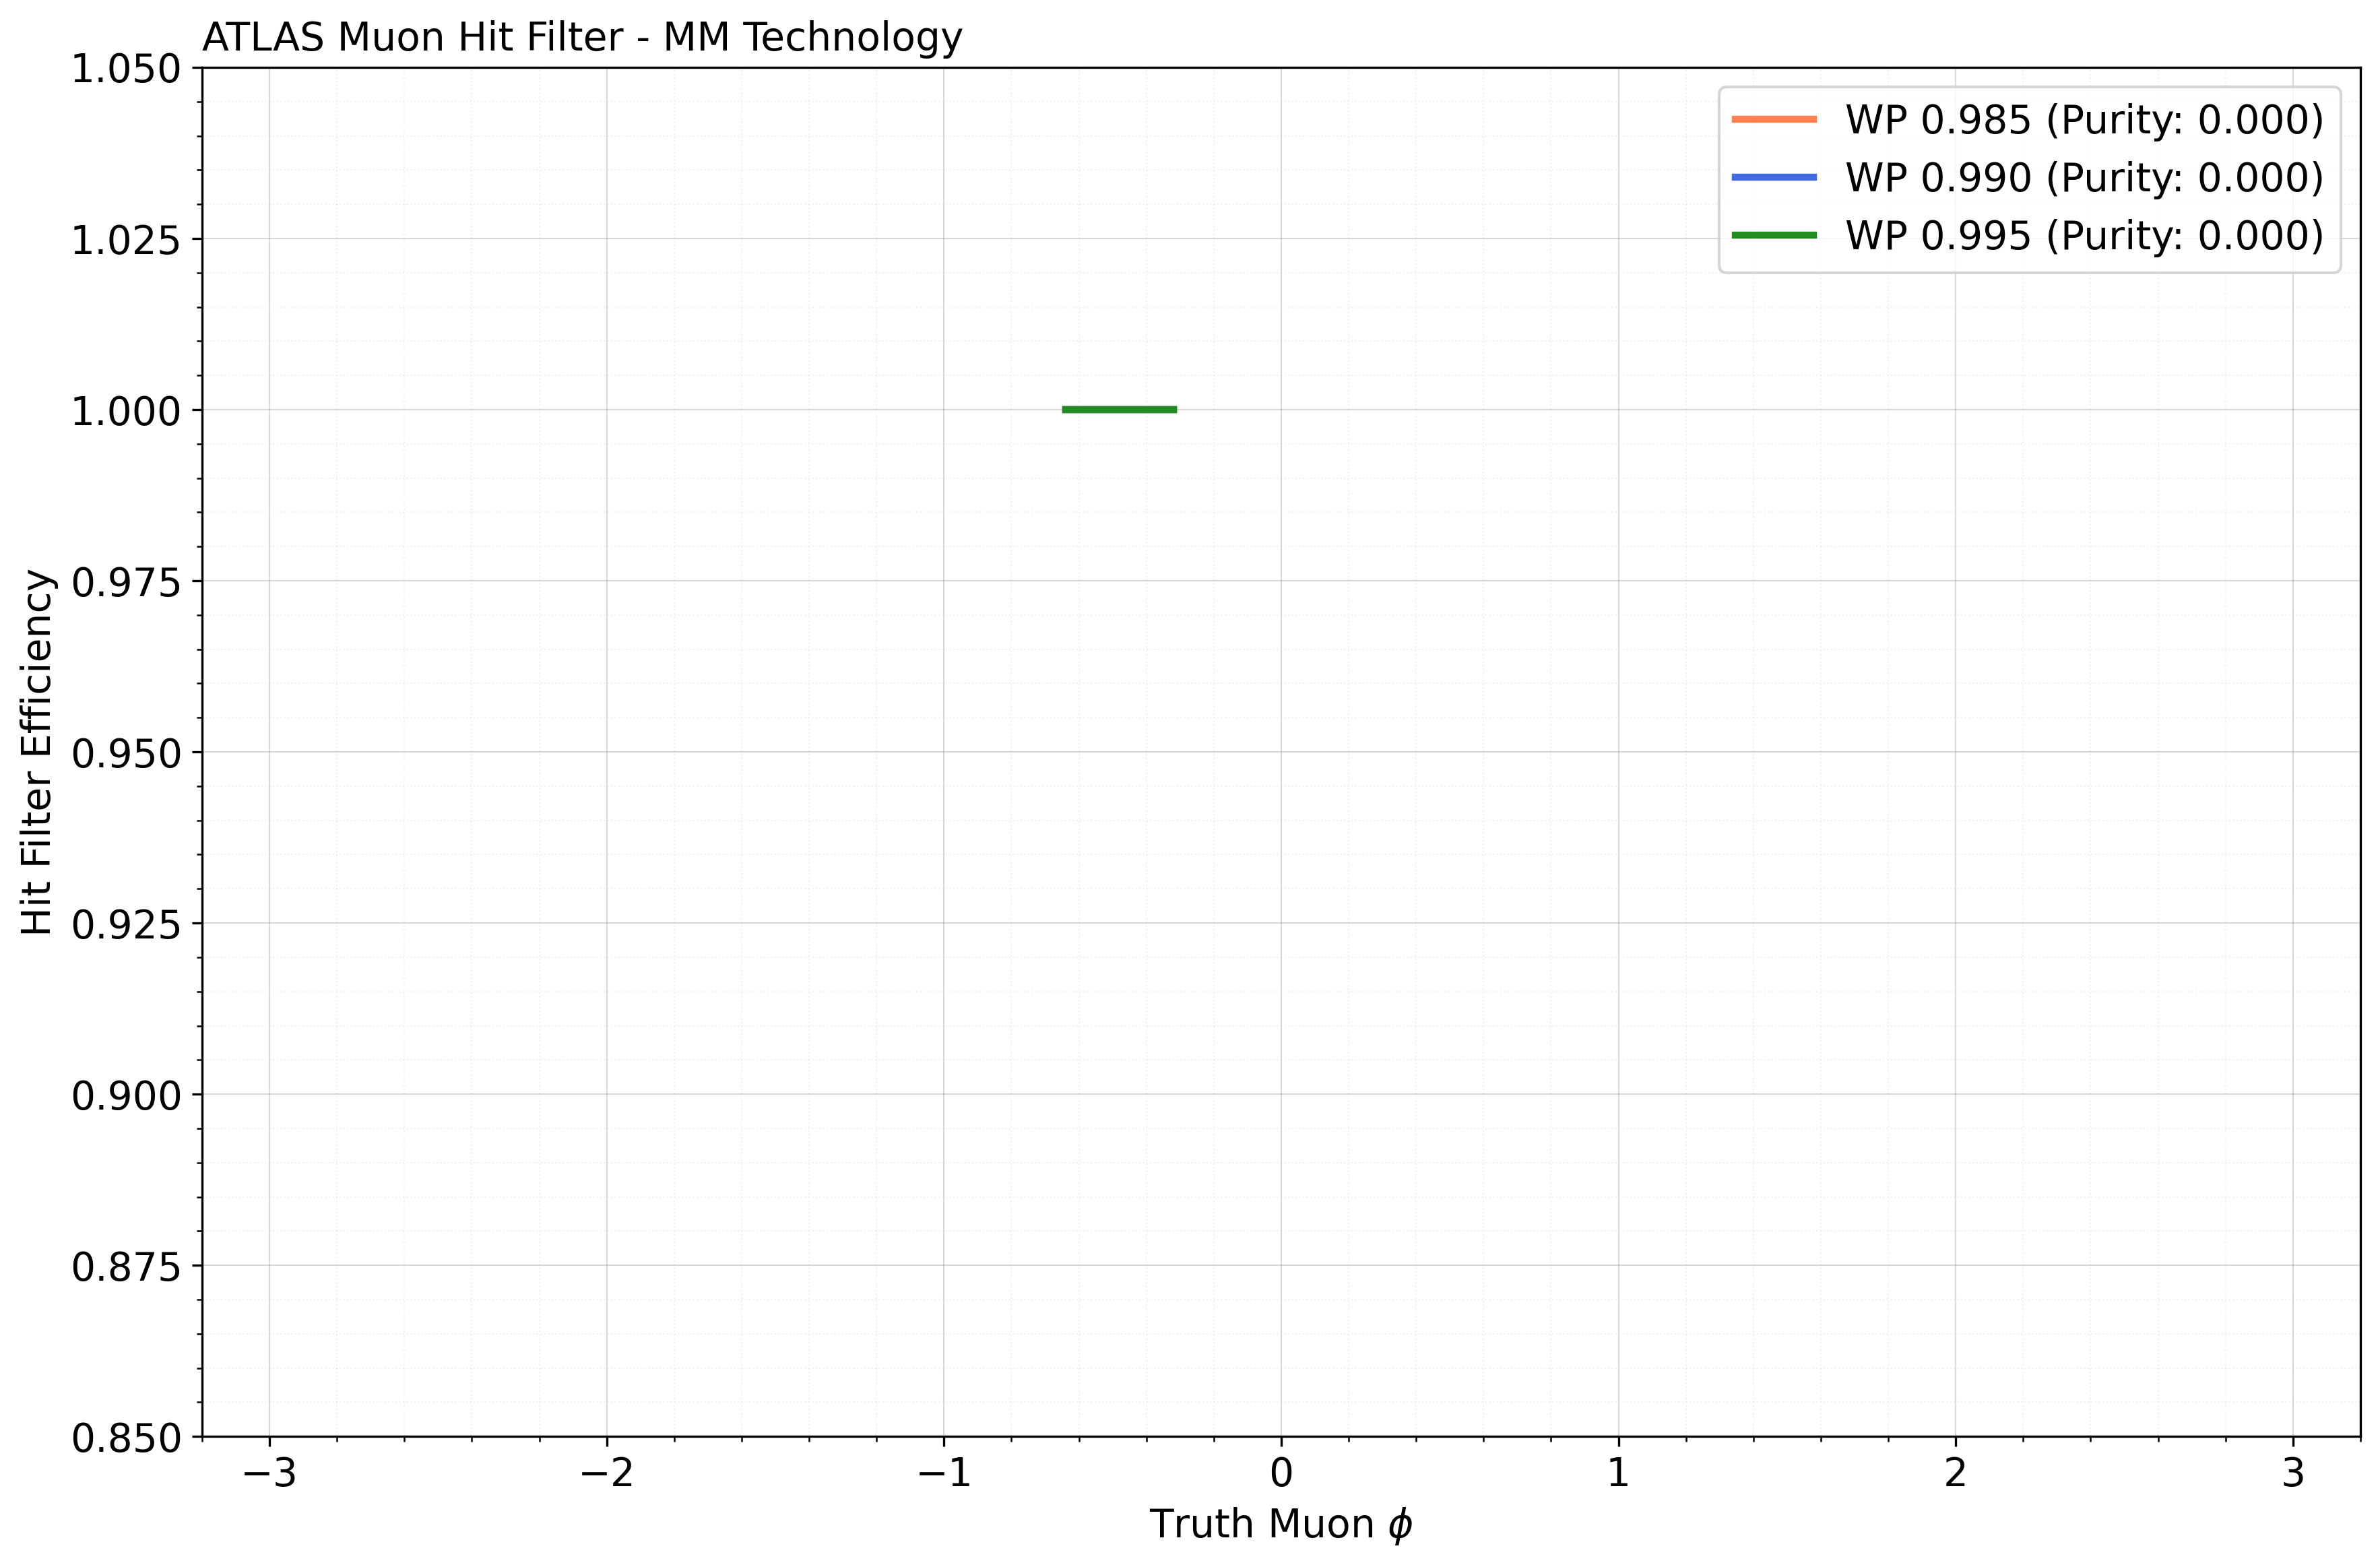 ATLAS Muon Hit Filter - MM Technology
1.050
1.025
1.000
0.975
0.950
0.925
0.900
0.875
0.850
Hit Filter Efficiency
WP 0.985 (Purity: 0.000)
WP 0.990 (Purity: 0.000)
WP 0.995 (Purity: 0.000)
−3 −2 −1 0 1 2 3
Truth Muon ϕ